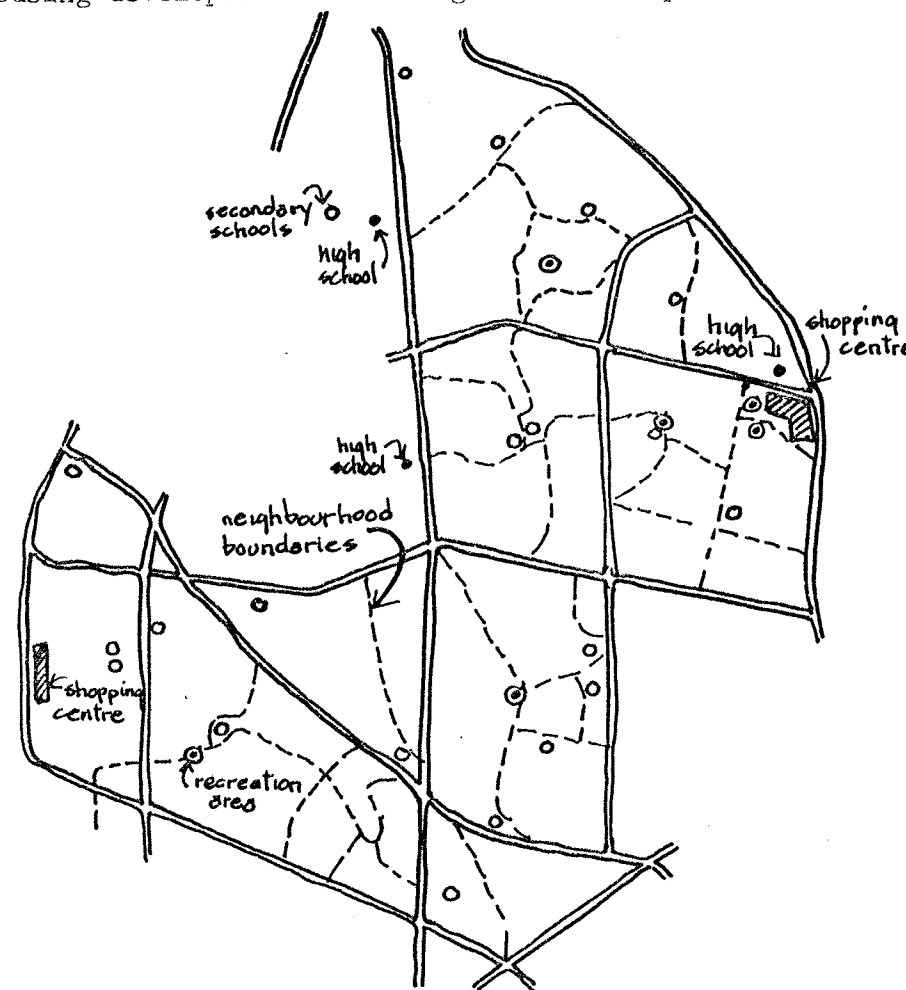 secondary
schools
high
school
high
school
shopping
centre
high
school
neighbourhood
boundaries
shopping
centre
recreation
area